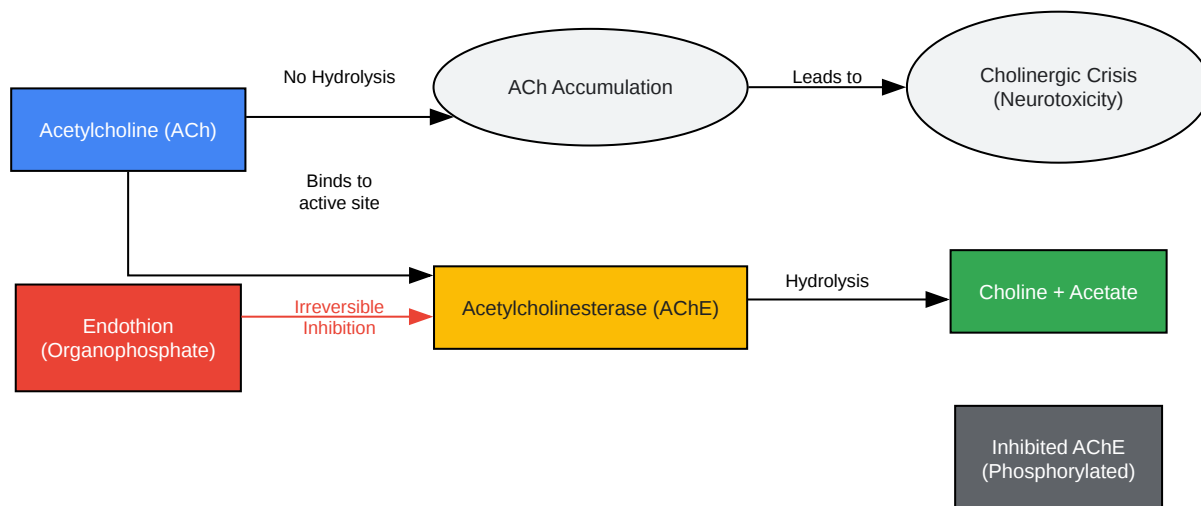 No Hydrolysis
ACh Accumulation
Leads to
Cholinergic Crisis
(Neurotoxicity)
Acetylcholine (ACh)
Binds to
active site
Endothion
(Organophosphate)
Irreversible
Inhibition
Acetylcholinesterase (AChE)
Hydrolysis
Choline + Acetate
Inhibited AChE
(Phosphorylated)